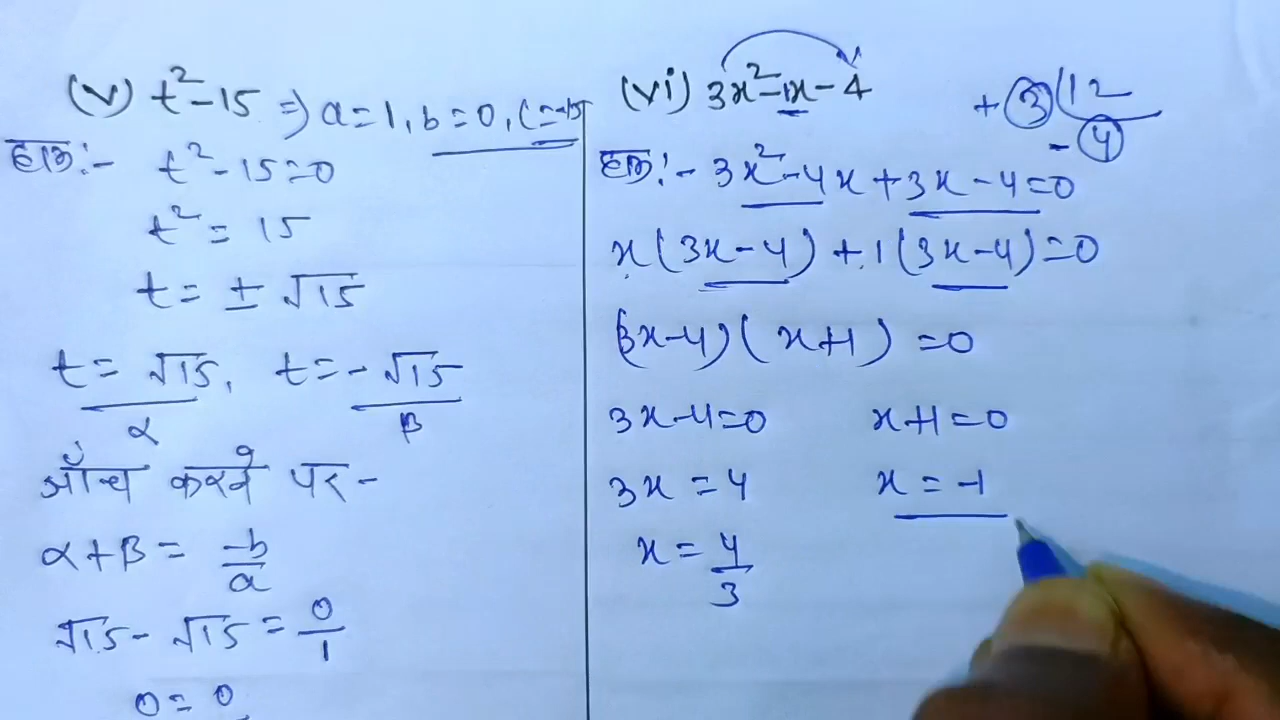 (v) t²-15 => a=1, b=0, c=-15
हल:- t²-15=0
t² = 15
t = ± √15
t = √15, t = -√15
α β
जाँच करने पर-
α+β = -b/a
√15 - √15 = 0/1
0 = 0
(vi) 3x²-1x-4
+3(12
-4
हल:- 3x²-4x+3x-4=0
x(3x-4)+1(3x-4)=0
(3x-4)(x+1)=0
3x-4=0 x+1=0
3x=4 x=-1
x=4/3